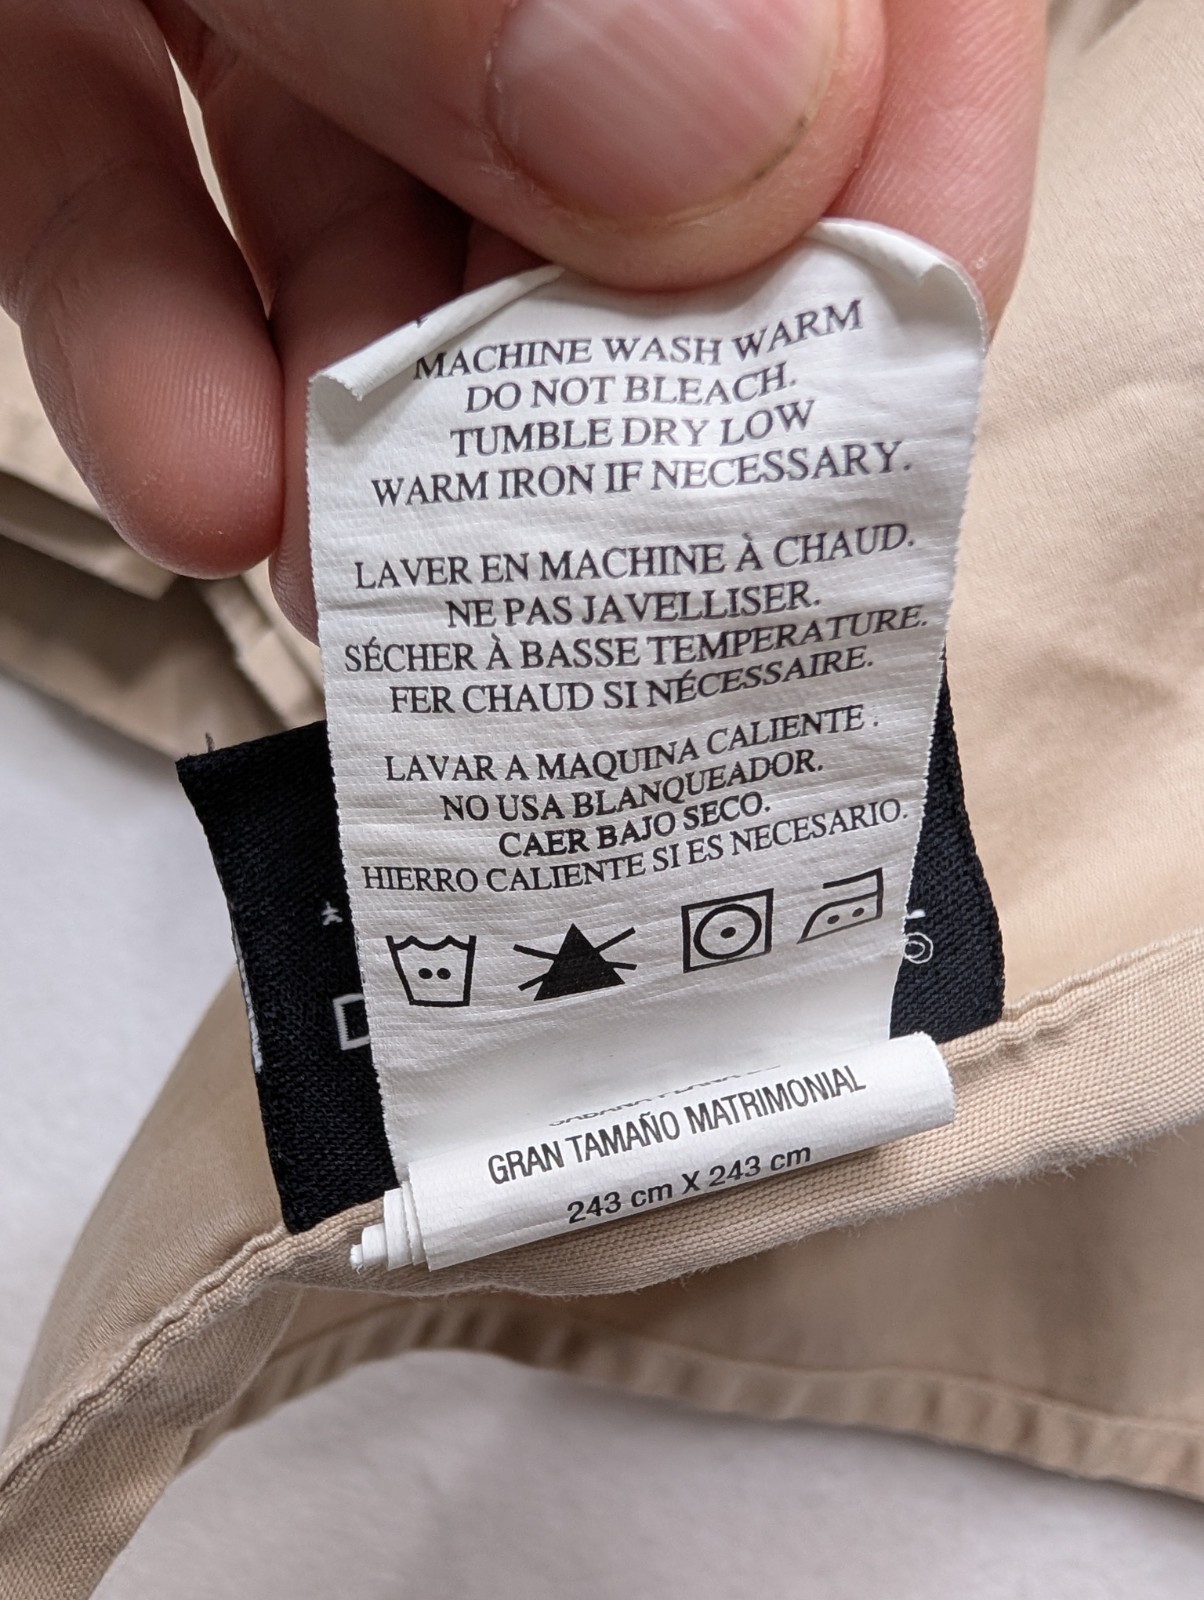 MACHINE WASH WARM
DO NOT BLEACH.
TUMBLE DRY LOW
WARM IRON IF NECESSARY.
LAVER EN MACHINE À CHAUD.
NE PAS JAVELLISER.
SÉCHER À BASSE TEMPERATURE.
FER CHAUD SI NÉCESSAIRE.
LAVAR A MAQUINA CALIENTE .
NO USA BLANQUEADOR.
CAER BAJO SECO.
HIERRO CALIENTE SI ES NECESARIO.
GRAN TAMAÑO MATRIMONIAL
243 cm X 243 cm